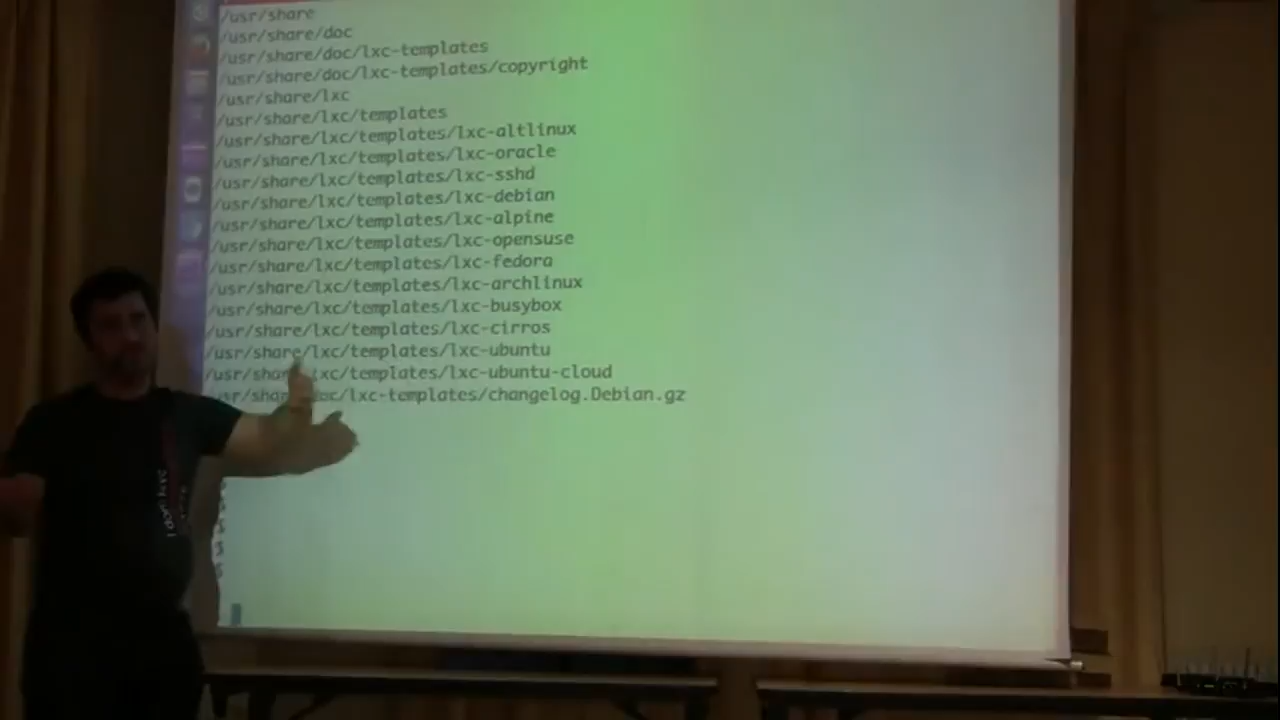 /usr/share
/usr/share/doc
/usr/share/doc/lxc-templates
/usr/share/doc/lxc-templates/copyright
/usr/share/lxc
/usr/share/lxc/templates
/usr/share/lxc/templates/lxc-altlinux
/usr/share/lxc/templates/lxc-oracle
/usr/share/lxc/templates/lxc-sshd
/usr/share/lxc/templates/lxc-debian
/usr/share/lxc/templates/lxc-alpine
/usr/share/lxc/templates/lxc-opensuse
/usr/share/lxc/templates/lxc-fedora
/usr/share/lxc/templates/lxc-archlinux
/usr/share/lxc/templates/lxc-busybox
/usr/share/lxc/templates/lxc-cirros
/usr/share/lxc/templates/lxc-ubuntu
/usr/share/lxc/templates/lxc-ubuntu-cloud
/usr/share/doc/lxc-templates/changelog.Debian.gz